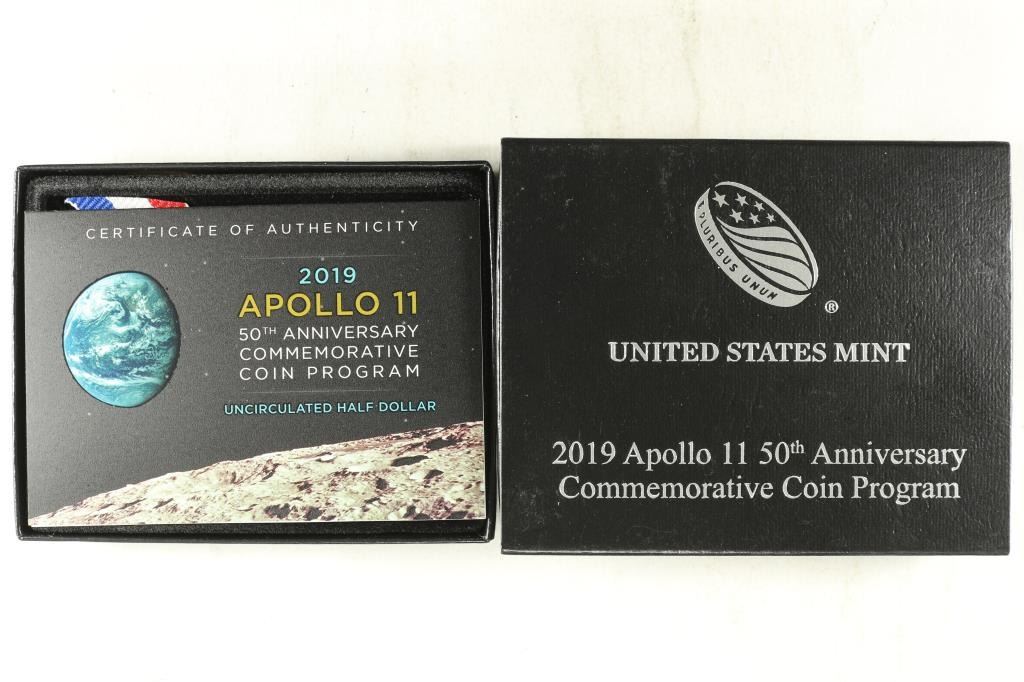 CERTIFICATE OF AUTHENTICITY
2019
APOLLO 11
50TH ANNIVERSARY
COMMEMORATIVE
COIN PROGRAM
UNCIRCULATED HALF DOLLAR
E PLURIBUS UNUM
®
UNITED STATES MINT
2019 Apollo 11 50th Anniversary
Commemorative Coin Program